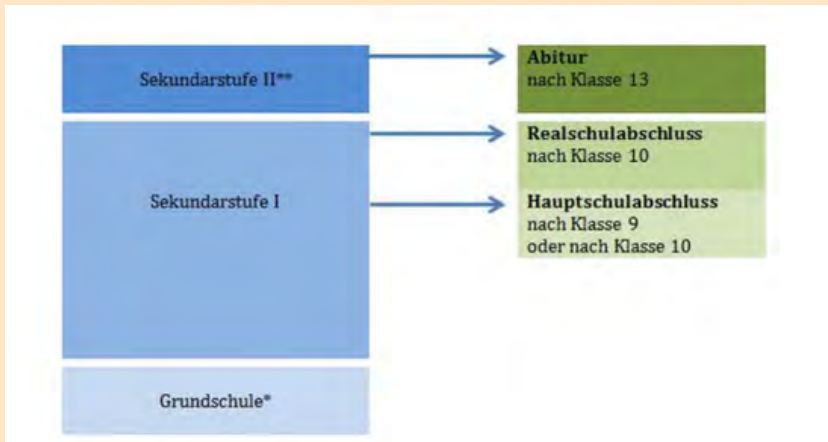 Sekundarstufe II**
Abitur
nach Klasse 13
Sekundarstufe I
Realschulabschluss
nach Klasse 10
Hauptschulabschluss
nach Klasse 9
oder nach Klasse 10
Grundschule*